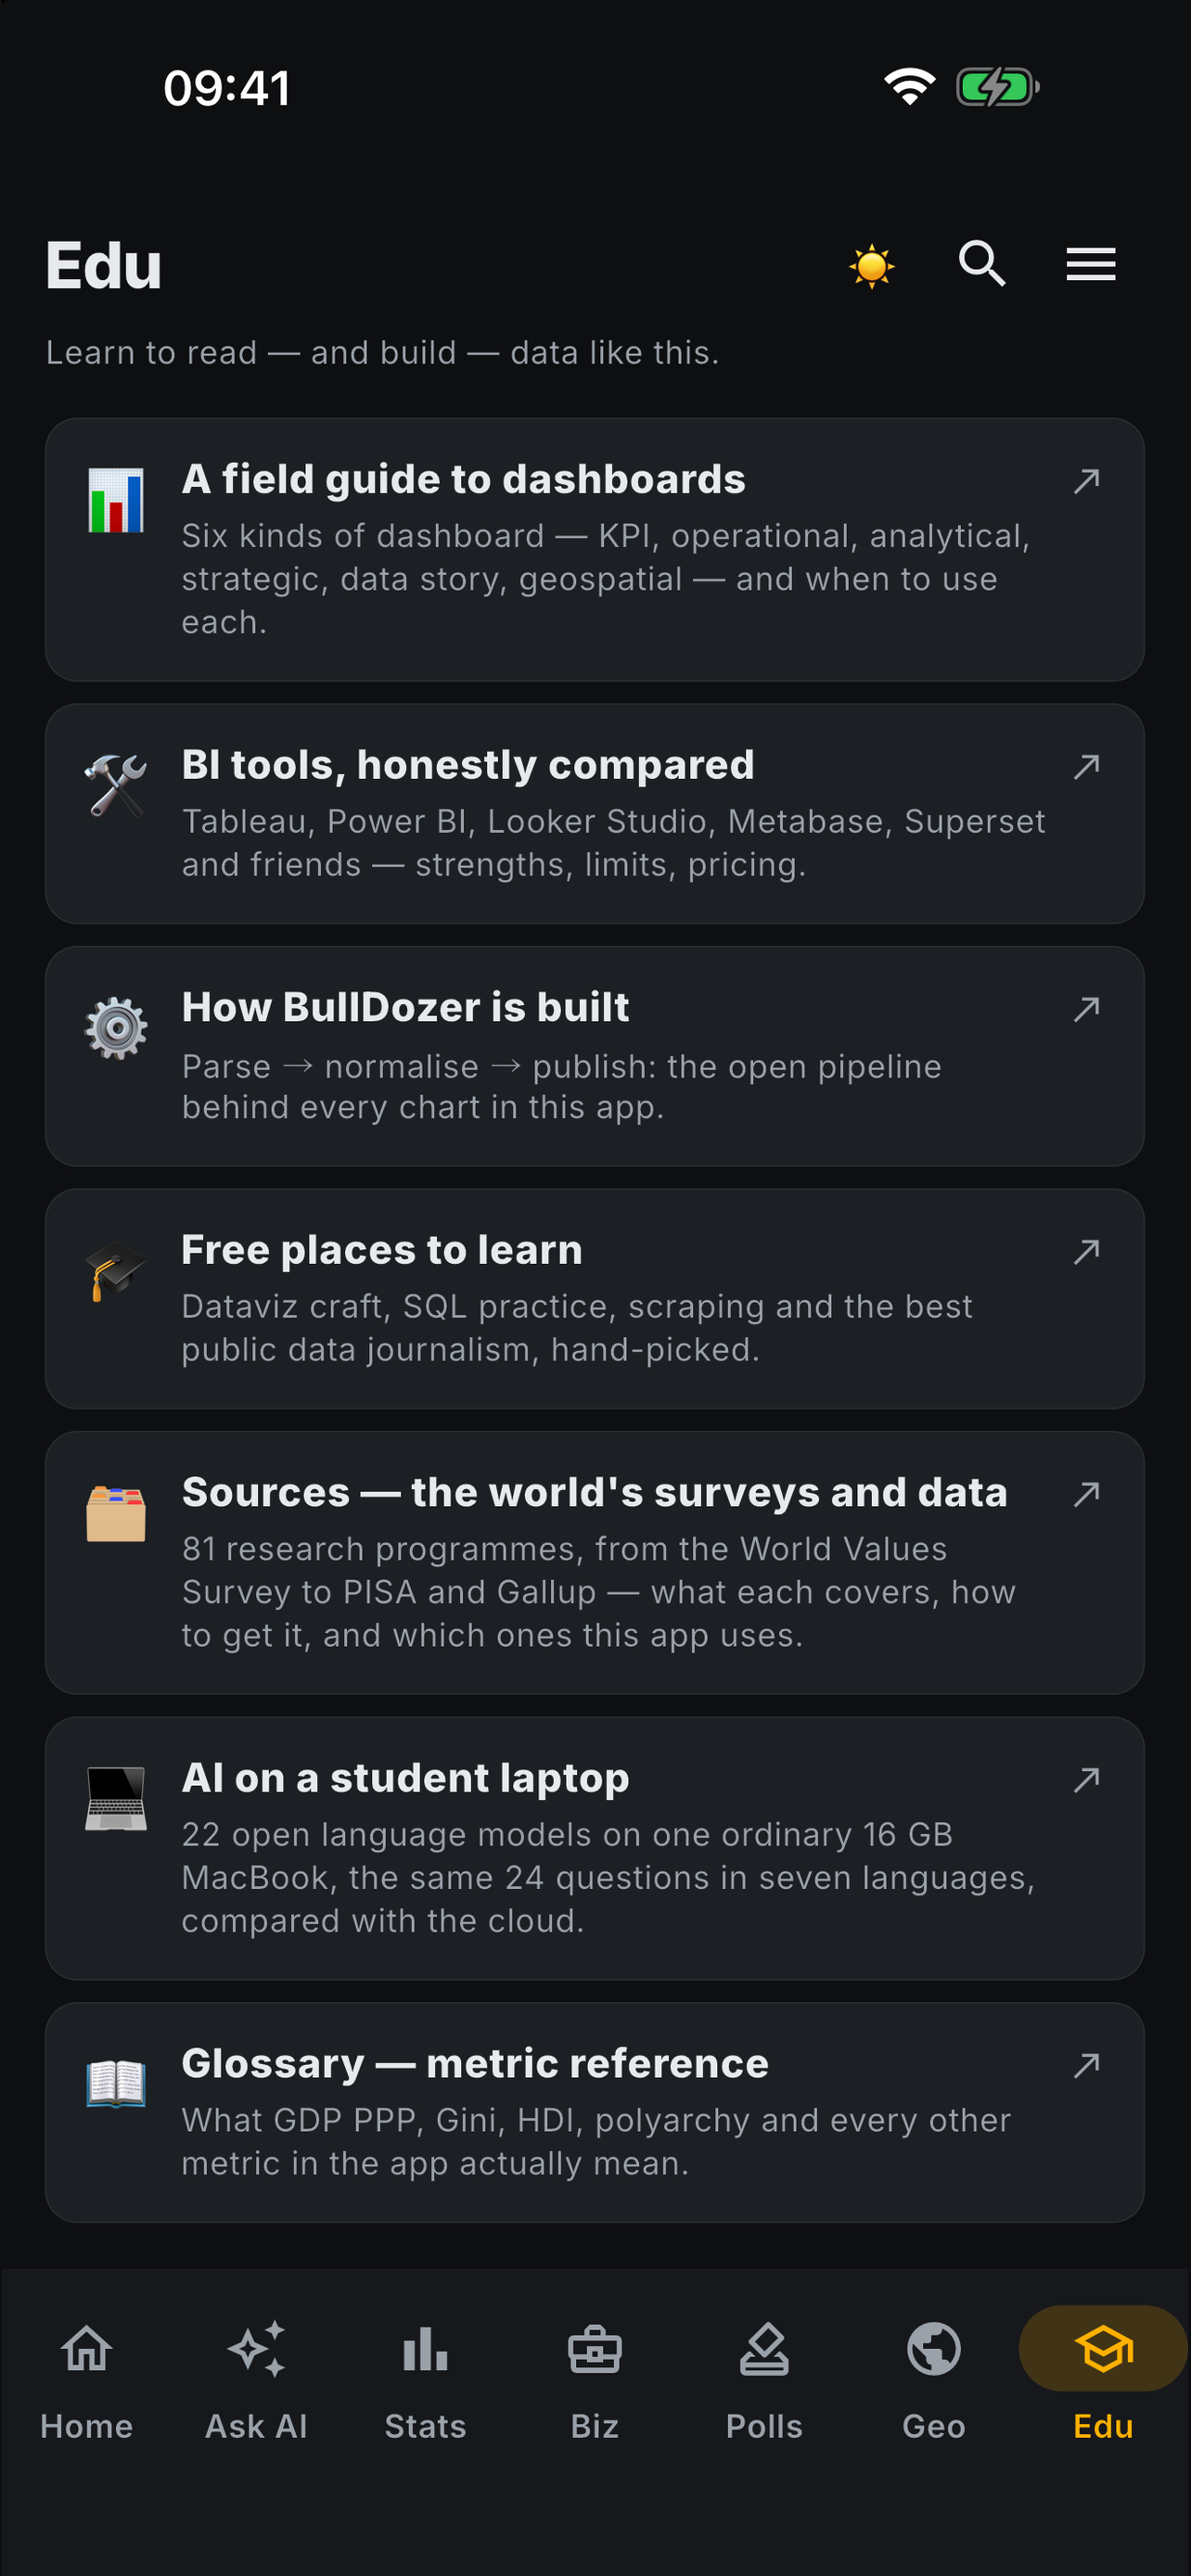 09:41
Edu
Learn to read — and build — data like this.
A field guide to dashboards
Six kinds of dashboard — KPI, operational, analytical,
strategic, data story, geospatial — and when to use
each.
BI tools, honestly compared
Tableau, Power BI, Looker Studio, Metabase, Superset
and friends — strengths, limits, pricing.
How BullDozer is built
Parse → normalise → publish: the open pipeline
behind every chart in this app.
Free places to learn
Dataviz craft, SQL practice, scraping and the best
public data journalism, hand-picked.
Sources — the world's surveys and data
81 research programmes, from the World Values
Survey to PISA and Gallup — what each covers, how
to get it, and which ones this app uses.
AI on a student laptop
22 open language models on one ordinary 16 GB
MacBook, the same 24 questions in seven languages,
compared with the cloud.
Glossary — metric reference
What GDP PPP, Gini, HDI, polyarchy and every other
metric in the app actually mean.
Home Ask AI Stats Biz Polls Geo Edu